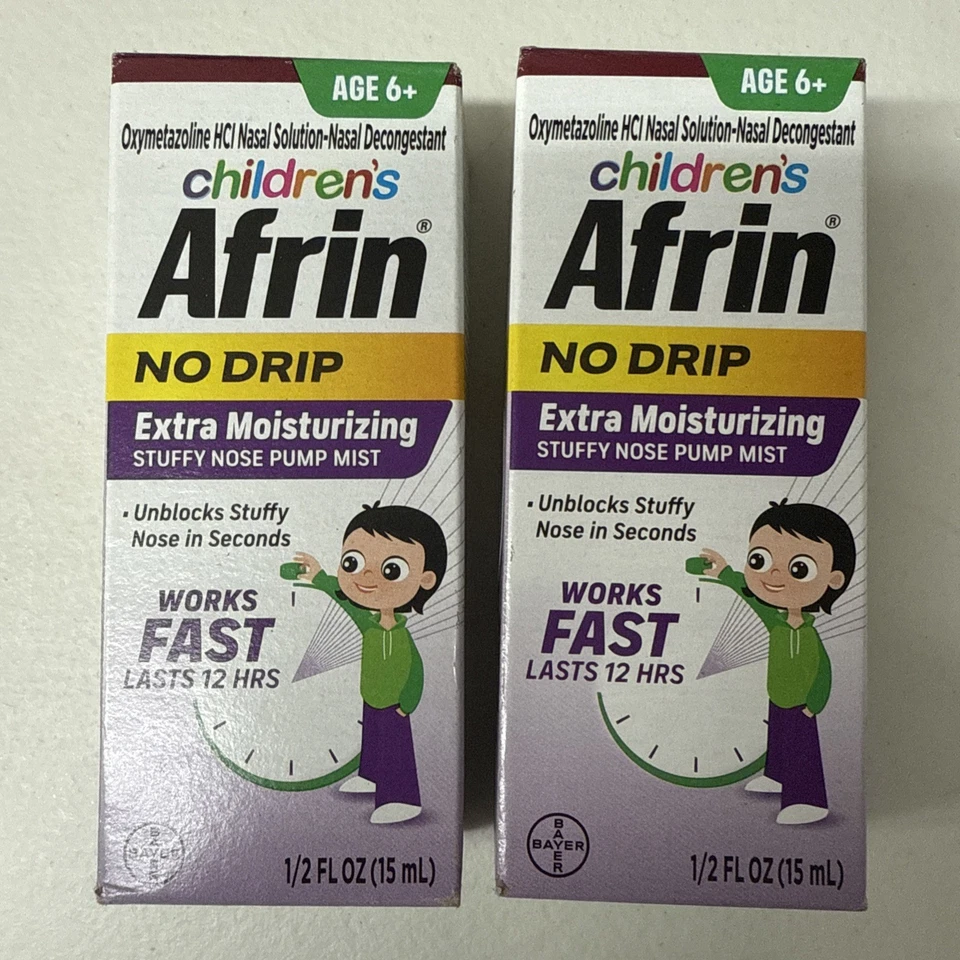 AGE 6+
Oxymetazoline HCl Nasal Solution-Nasal Decongestant
children's
Afrin®
NO DRIP
Extra Moisturizing
STUFFY NOSE PUMP MIST
· Unblocks Stuffy
Nose in Seconds
WORKS
FAST
LASTS 12 HRS
BAYER
BAYER
1/2 FL OZ (15 mL)
AGE 6+
Oxymetazoline HCl Nasal Solution-Nasal Decongestant
children's
Afrin®
NO DRIP
Extra Moisturizing
STUFFY NOSE PUMP MIST
· Unblocks Stuffy
Nose in Seconds
WORKS
FAST
LASTS 12 HRS
BAYER
BAYER
1/2 FL OZ (15 mL)